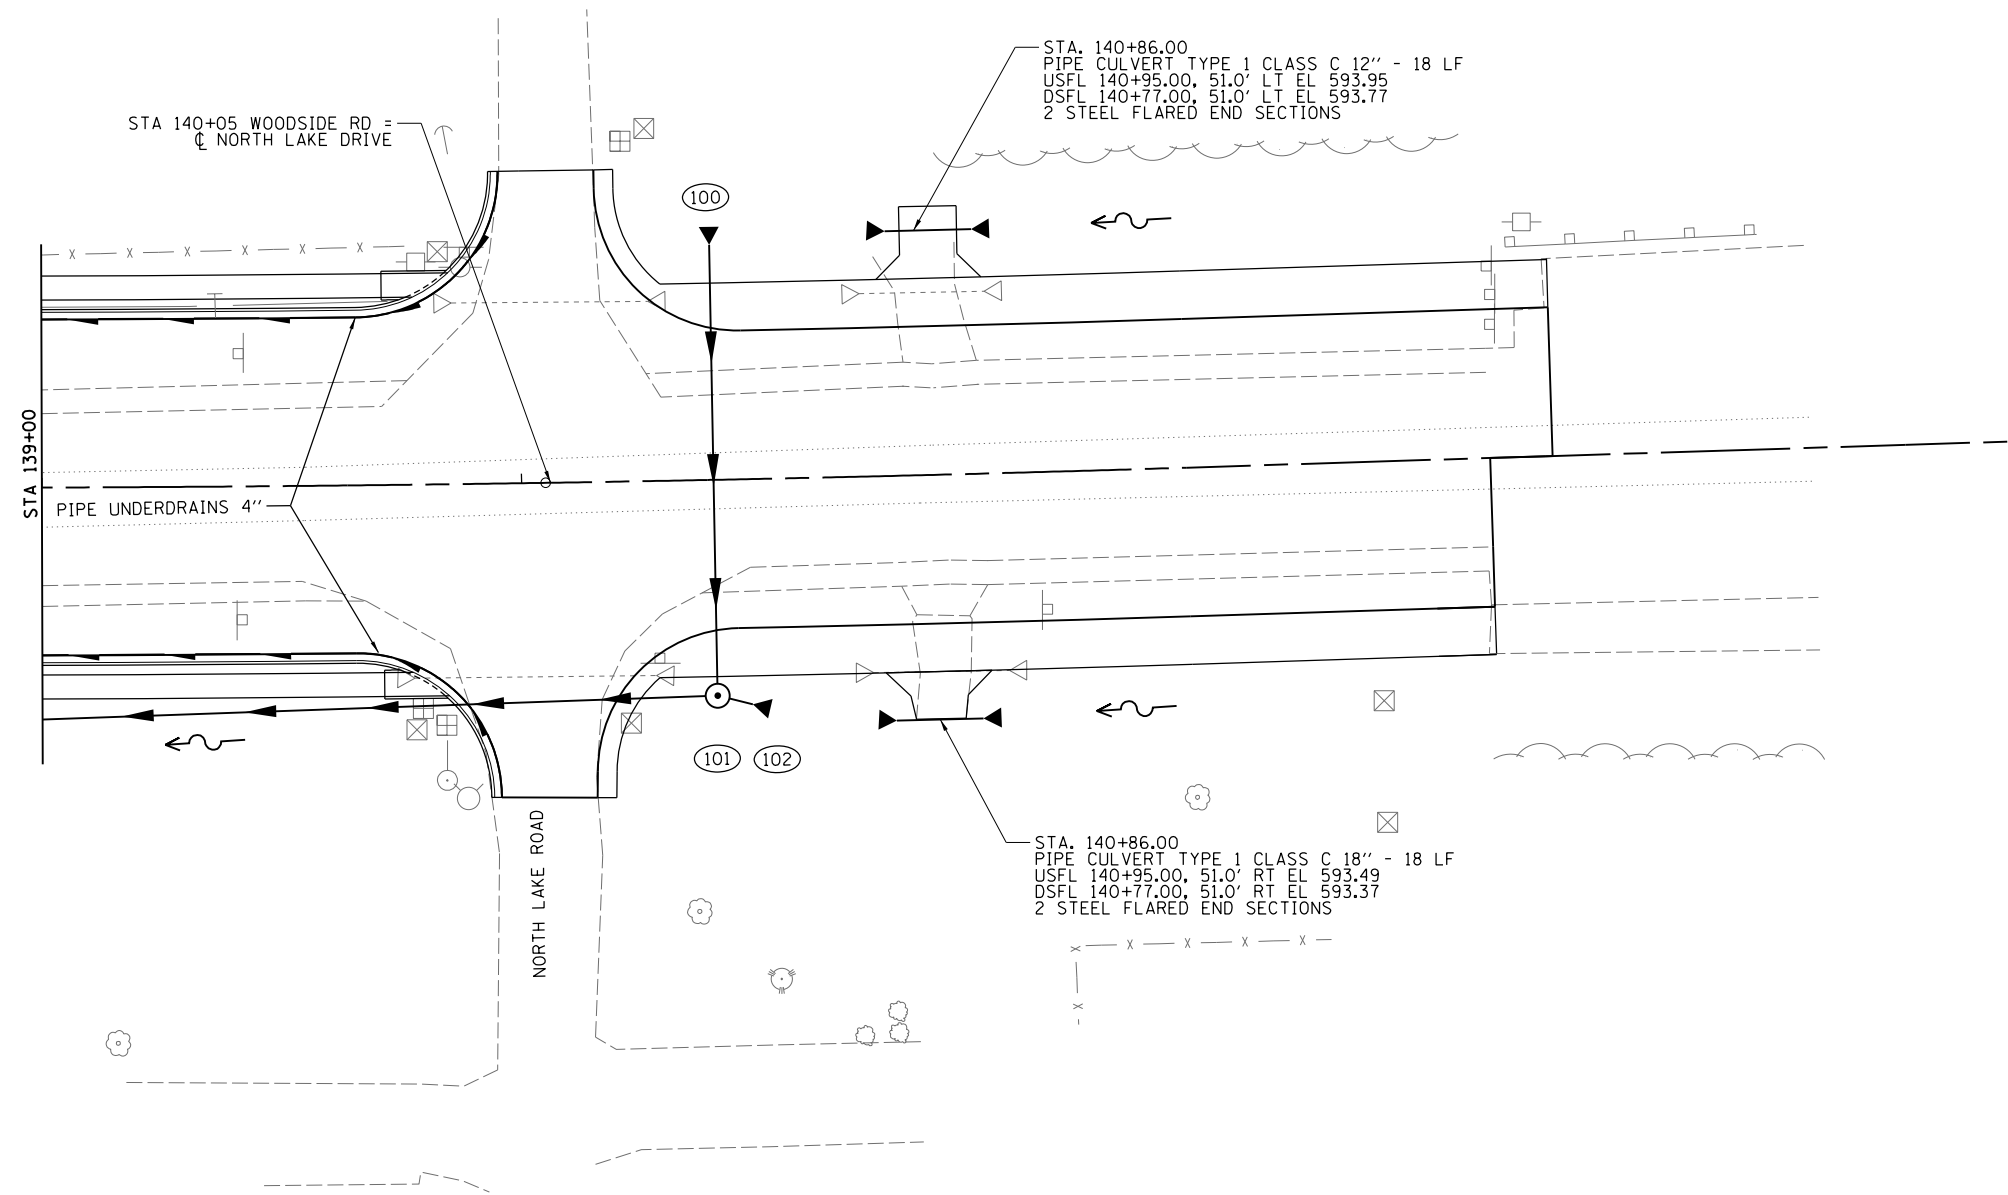 STA. 140+86.00
PIPE CULVERT TYPE 1 CLASS C 12'' - 18 LF
USFL 140+95.00, 51.0' LT EL 593.95
DSFL 140+77.00, 51.0' LT EL 593.77
2 STEEL FLARED END SECTIONS
STA 140+05 WOODSIDE RD =
℄ NORTH LAKE DRIVE
100
STA 139+00
PIPE UNDERDRAINS 4''
101
102
NORTH LAKE ROAD
STA. 140+86.00
PIPE CULVERT TYPE 1 CLASS C 18'' - 18 LF
USFL 140+95.00, 51.0' RT EL 593.49
DSFL 140+77.00, 51.0' RT EL 593.37
2 STEEL FLARED END SECTIONS